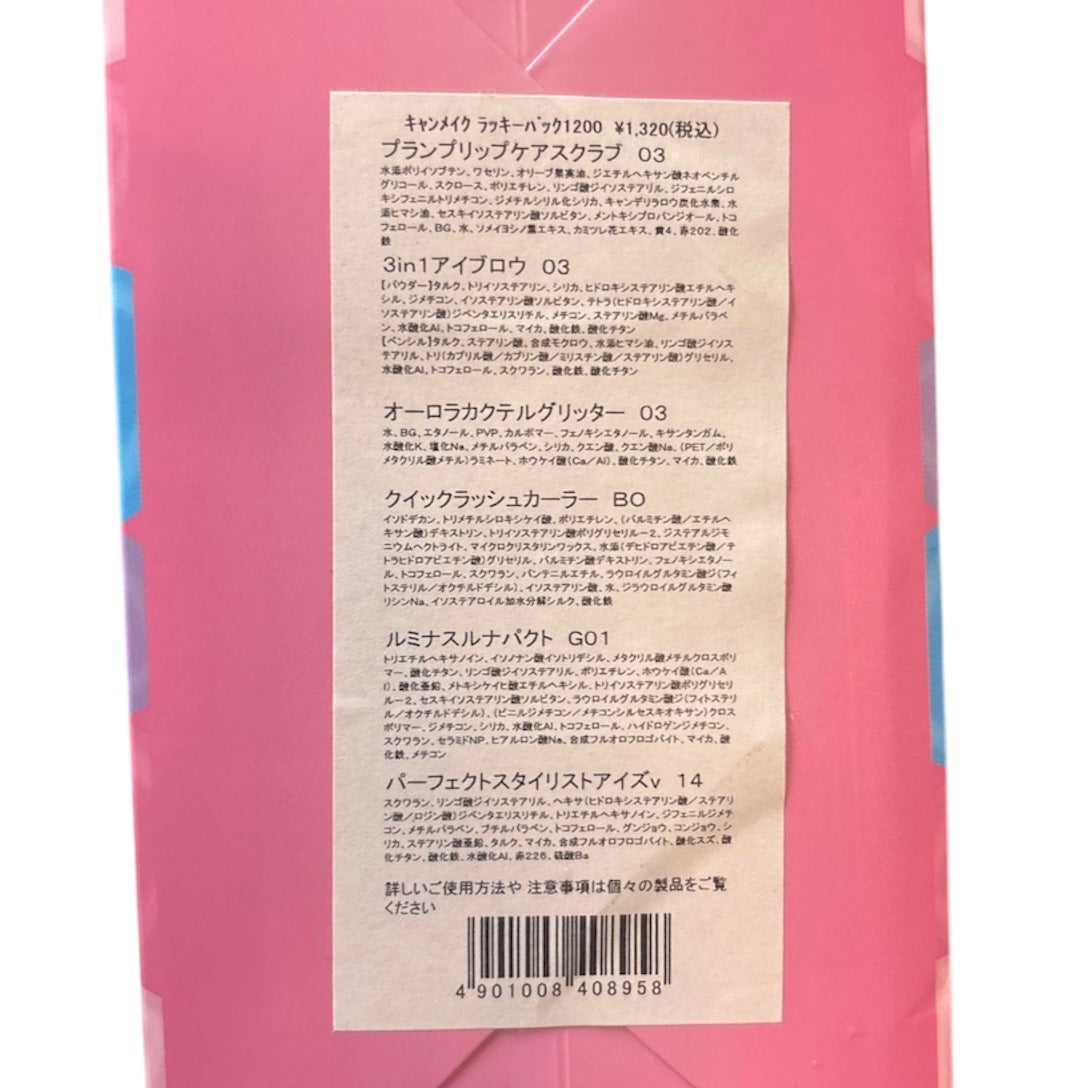 キャンメイク ラッキーパック1200 ¥1,320(税込)
プランプリップケアスクラブ 03
水添ポリイソブテン、ワセリン、オリーブ果実油、ジエチルヘキサン酸ネオペンチル
グリコール、スクロース、ポリエチレン、リンゴ酸ジイソステアリル、ジフェニルシロ
キシフェニルトリメチコン、ジメチルシリル化シリカ、キャンデリラロウ炭化水素、水
添ヒマシ油、セスキイソステアリン酸ソルビタン、メントキシプロパンジオール、トコ
フェロール、BG、水、ソメイヨシノ葉エキス、カミツレ花エキス、黄4、赤202、酸化
鉄
3in1アイブロウ 03
【パウダー】タルク、トリイソステアリン、シリカ、ヒドロキシステアリン酸エチルヘキ
シル、ジメチコン、イソステアリン酸ソルビタン、テトラ(ヒドロキシステアリン酸/イ
ソステアリン酸)ジペンタエリスリチル、メチコン、ステアリン酸Mg、メチルパラベ
ン、水酸化Al、トコフェロール、マイカ、酸化鉄、酸化チタン
【ペンシル】タルク、ステアリン酸、合成モクロウ、水添ヒマシ油、リンゴ酸ジイソス
テアリル、トリ(カプリル酸/カプリン酸/ミリスチン酸/ステアリン酸)グリセリル、
水酸化Al、トコフェロール、スクワラン、酸化鉄、酸化チタン
オーロラカクテルグリッター 03
水、BG、エタノール、PVP、カルボマー、フェノキシエタノール、キサンタンガム、
水酸化K、塩化Na、メチルパラベン、シリカ、クエン酸、クエン酸Na、(PET/ポリ
メタクリル酸メチル)ラミネート、ホウケイ酸(Ca/Al)、酸化チタン、マイカ、酸化鉄
クイックラッシュカーラー BO
イソドデカン、トリメチルシロキシケイ酸、ポリエチレン、(パルミチン酸/エチルヘ
キサン酸)デキストリン、トリイソステアリン酸ポリグリセリル-2、ジステアルジモ
ニウムヘクトライト、マイクロクリスタリンワックス、水添(デヒドロアビエチン酸/テ
トラヒドロアビエチン酸)グリセリル、パルミチン酸デキストリン、フェノキシエタノー
ル、トコフェロール、スクワラン、パンテニルエチル、ラウロイルグルタミン酸ジ(フィ
トステリル/オクチルドデシル)、イソステアリン酸、水、ジラウロイルグルタミン酸
リシンNa、イソステアロイル加水分解シルク、酸化鉄
ルミナスルナパクト G01
トリエチルヘキサノイン、イソノナン酸イソトリデシル、メタクリル酸メチルクロスポリ
マー、酸化チタン、リンゴ酸ジイソステアリル、ポリエチレン、ホウケイ酸(Ca/A
l)、酸化亜鉛、メトキシケイヒ酸エチルヘキシル、トリイソステアリン酸ポリグリセリ
ル-2、セスキイソステアリン酸ソルビタン、ラウロイルグルタミン酸ジ(フィトステリ
ル/オクチルドデシル)、(ビニルジメチコン/メチコンシルセスキオキサン)クロス
ポリマー、ジメチコン、シリカ、水酸化Al、トコフェロール、ハイドロゲンジメチコン、
スクワラン、セラミドNP、ヒアルロン酸Na、合成フルオロフロゴパイト、マイカ、酸
化鉄、メチコン
パーフェクトスタイリストアイズv 14
スクワラン、リンゴ酸ジイソステアリル、ヘキサ(ヒドロキシステアリン酸/ステアリ
ン酸/ロジン酸)ジペンタエリスリチル、トリエチルヘキサノイン、ジフェニルジメチ
コン、メチルパラベン、ブチルパラベン、トコフェロール、グンジョウ、コンジョウ、シ
リカ、ステアリン酸亜鉛、タルク、マイカ、合成フルオロフロゴパイト、酸化スズ、酸
化チタン、酸化鉄、水酸化Al、赤226、硫酸Ba
詳しいご使用方法や 注意事項は個々の製品をご覧
ください
4 901008 408958